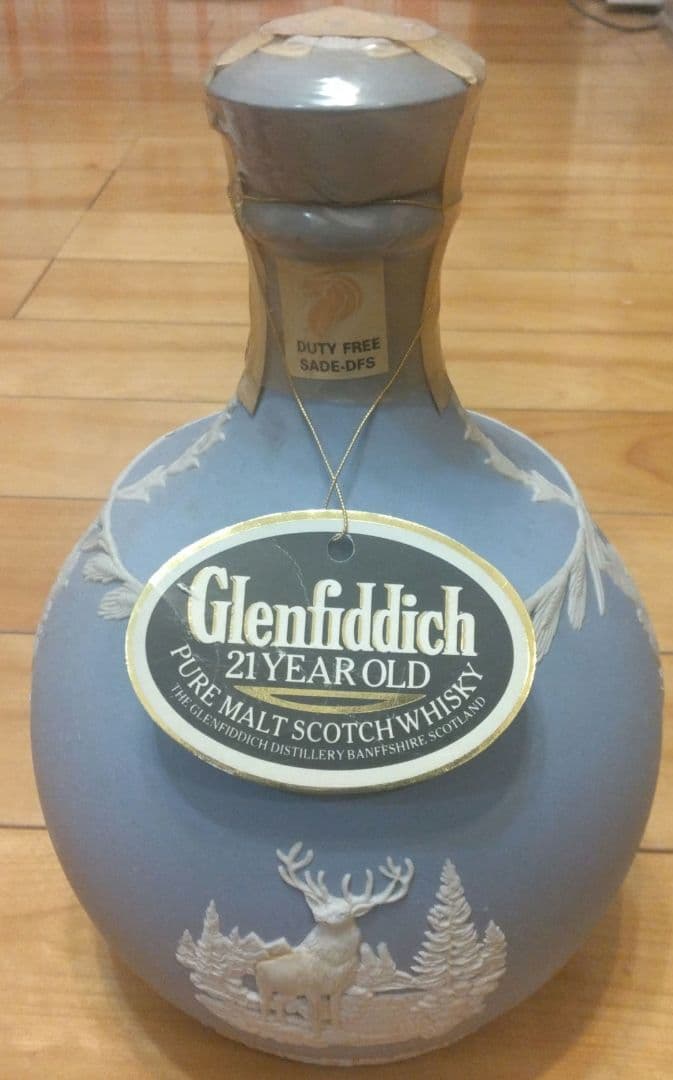 DUTY FREE
SADE-DFS
Glenfiddich
21 YEAR OLD
PURE MALT SCOTCH WHISKY
THE GLENFIDDICH DISTILLERY BANFFSHIRE, SCOTLAND